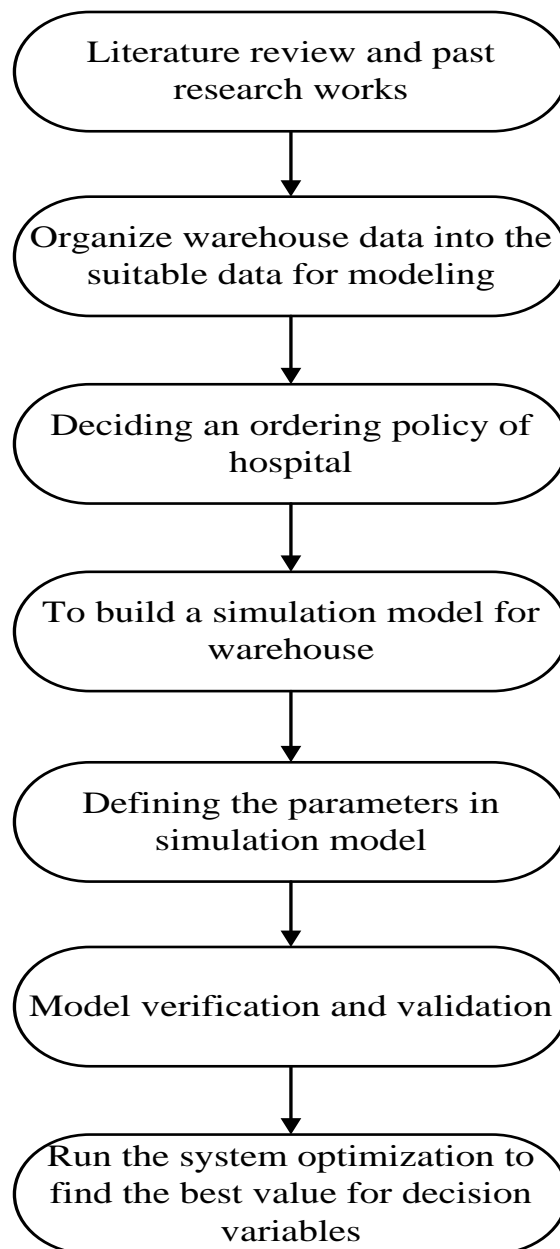 Literature review and past
research works
Organize warehouse data into the
suitable data for modeling
Deciding an ordering policy of
hospital
To build a simulation model for
warehouse
Defining the parameters in
simulation model
Model verification and validation
Run the system optimization to
find the best value for decision
variables